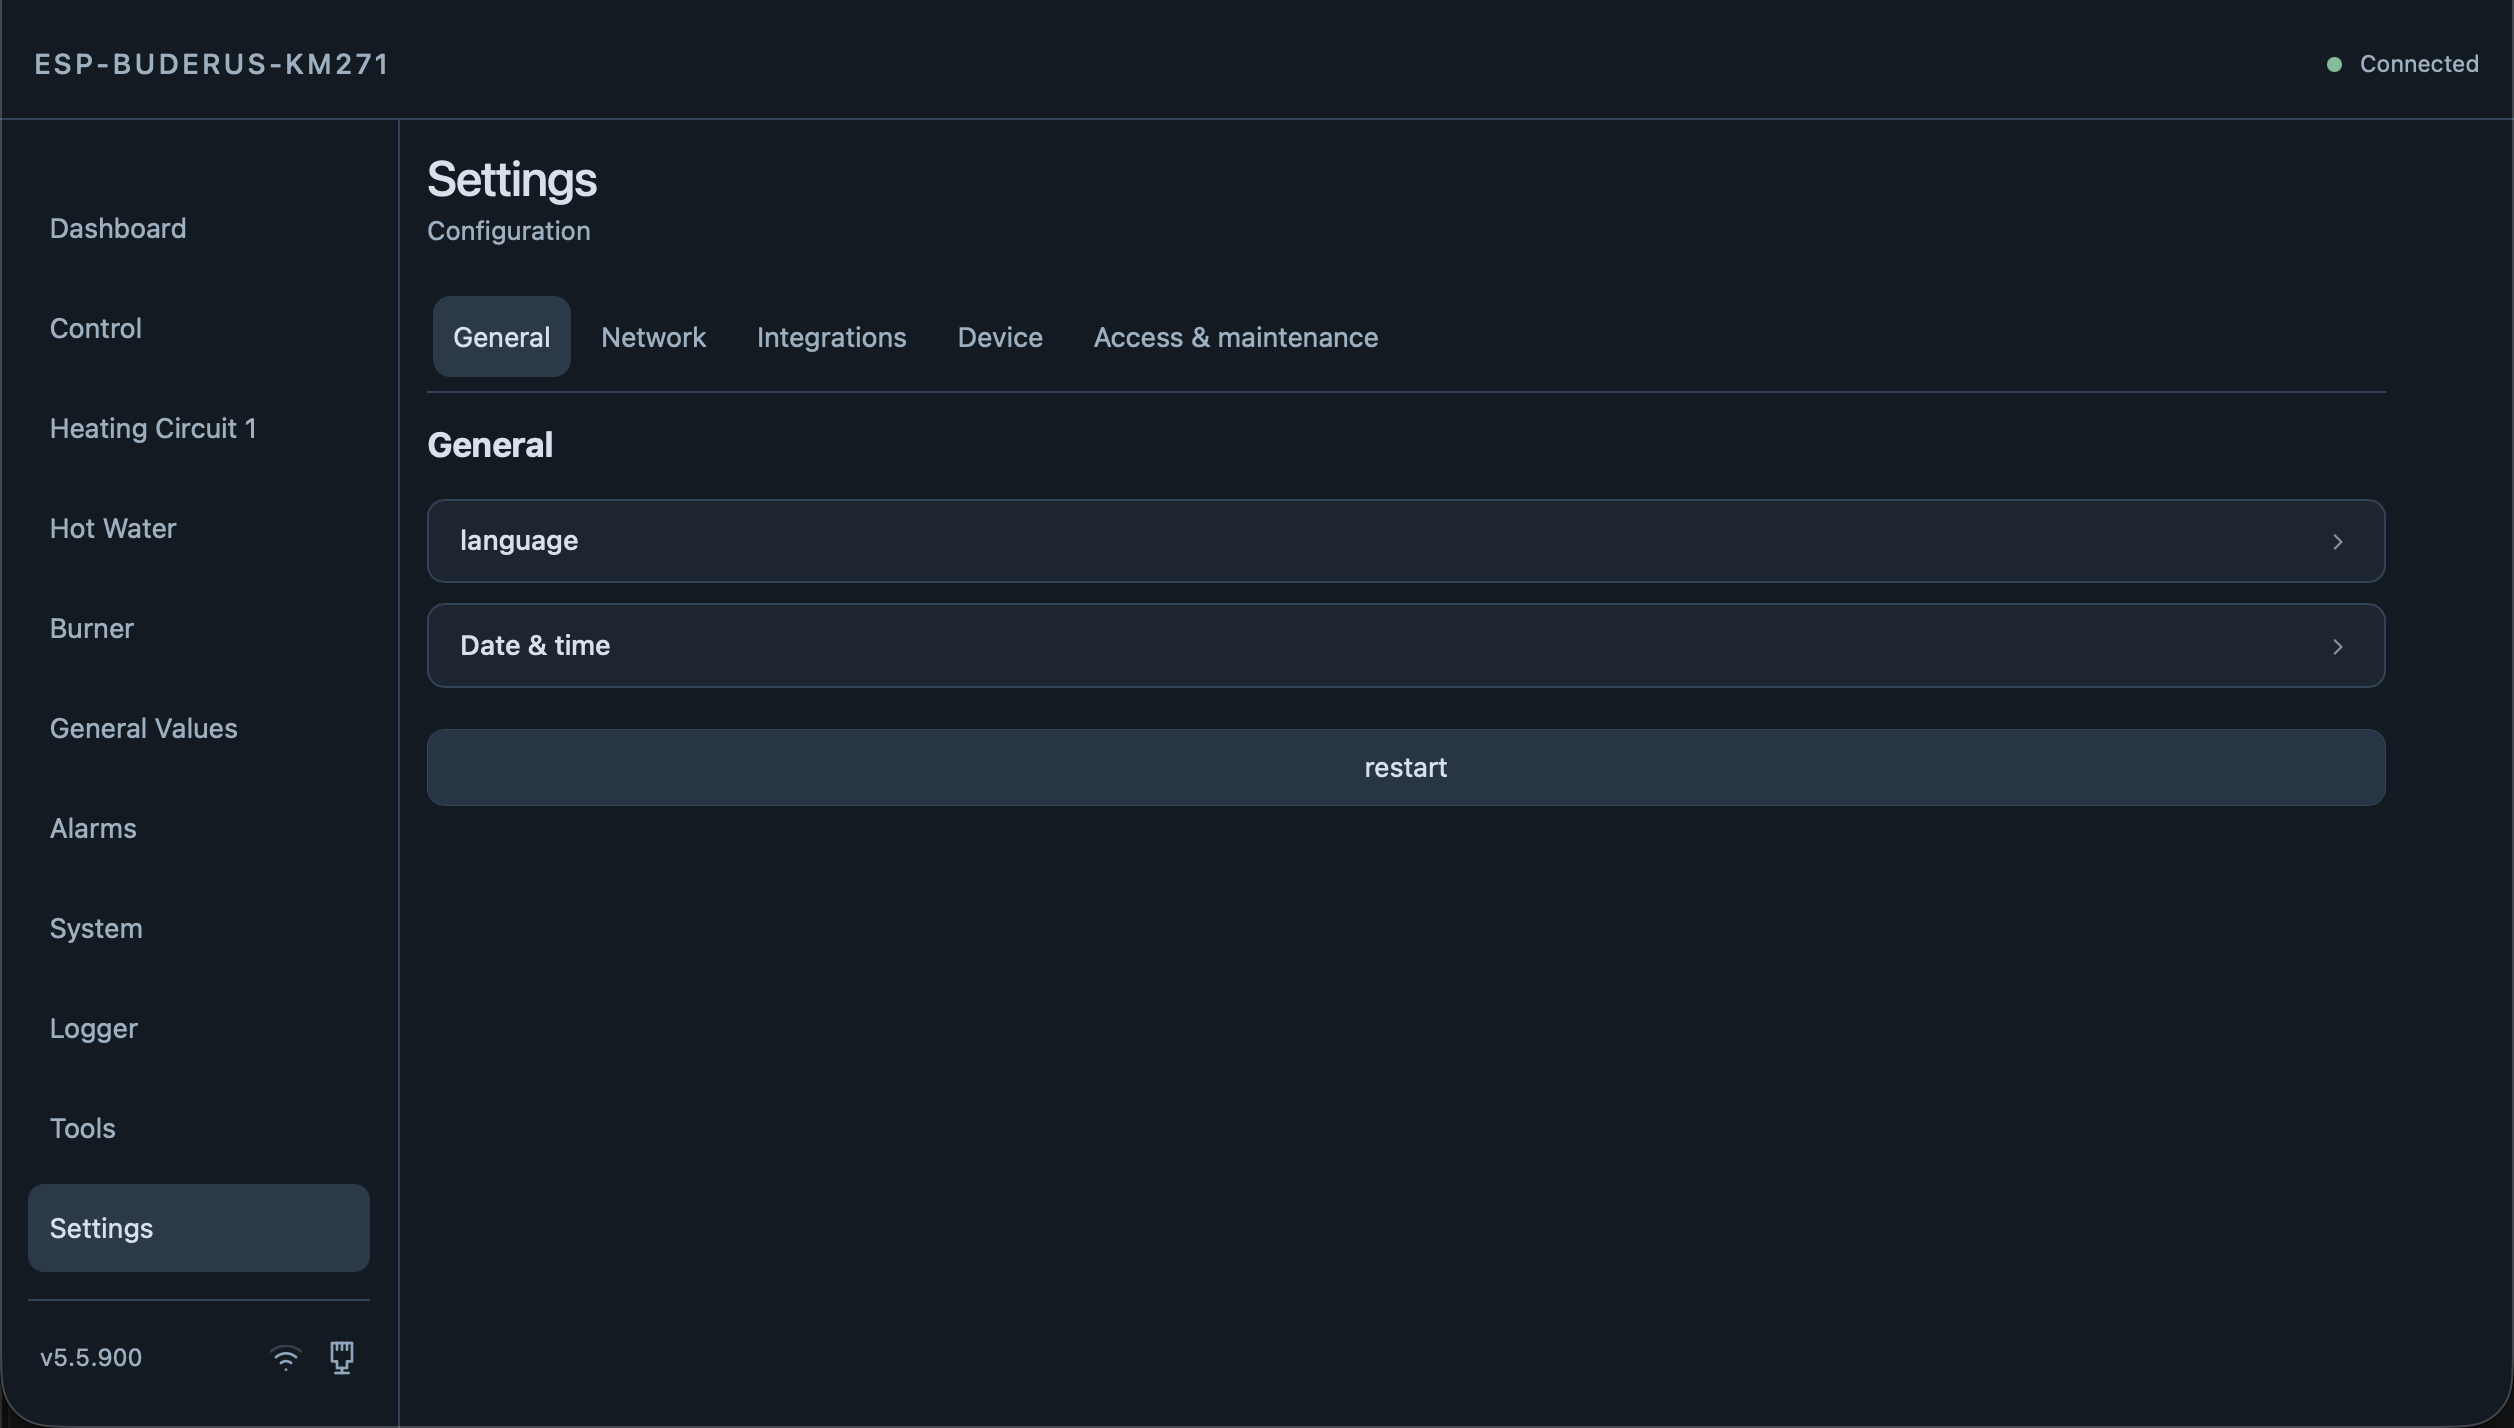 ESP-BUDERUS-KM271
Connected
Dashboard
Control
Heating Circuit 1
Hot Water
Burner
General Values
Alarms
System
Logger
Tools
Settings
v5.5.900
Settings
Configuration
General Network Integrations Device Access & maintenance
General
language
Date & time
restart